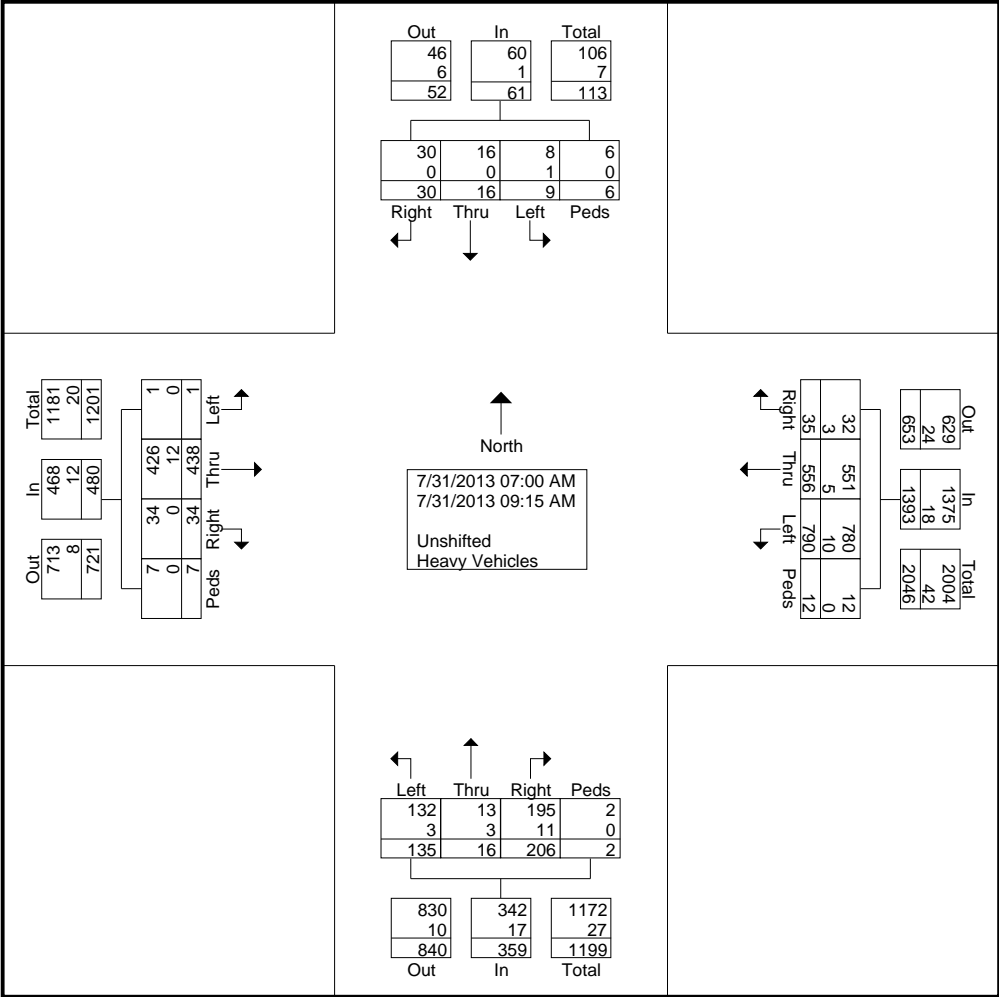 Out In Total
46 60 106
6 1 7
52 61 113
30 16 8 6
0 0 1 0
30 16 9 6
Right Thru Left Peds
Total
1181
20
1201
In
468
12
480
Out
713
8
721
1 0 1
Left
426 12 438
Thru
34 0 34
Right
7 0 7
Peds
North
7/31/2013 07:00 AM
7/31/2013 09:15 AM
Unshifted
Heavy Vehicles
Right
35 3 32
Thru
556 5 551
Left
790 10 780
Peds
12 0 12
Out
629
24
653
In
1375
18
1393
Total
2004
42
2046
Left Thru Right Peds
132 13 195 2
3 3 11 0
135 16 206 2
830 342 1172
10 17 27
840 359 1199
Out In Total